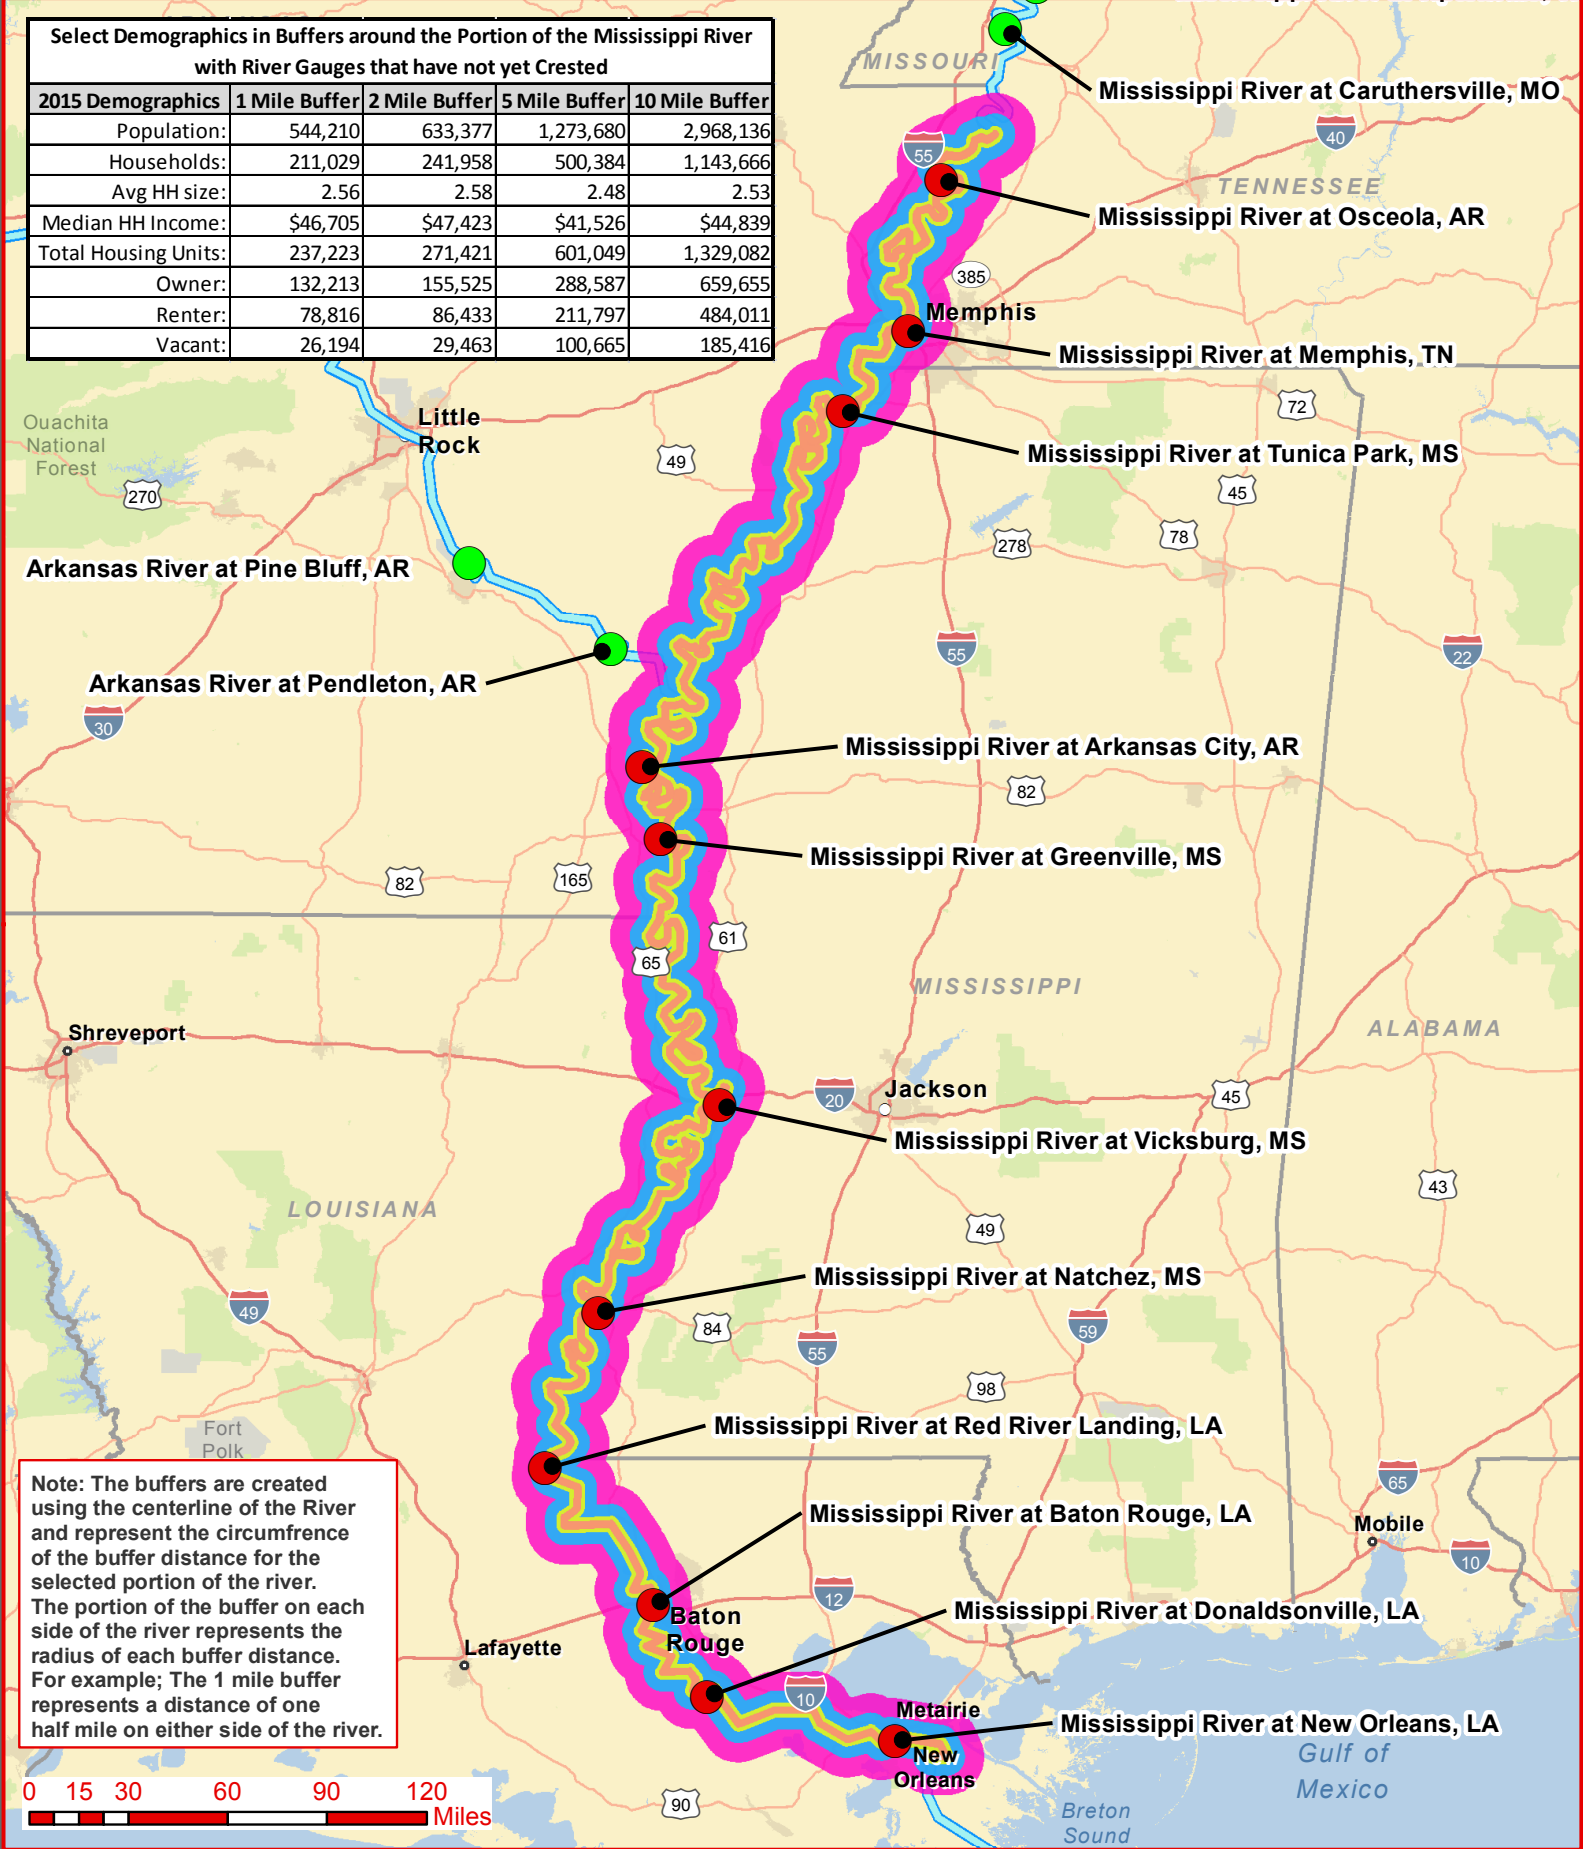 MISSOURI
Select Demographics in Buffers around the Portion of the Mississippi River
with River Gauges that have not yet Crested
2015 Demographics 1 Mile Buffer 2 Mile Buffer 5 Mile Buffer 10 Mile Buffer
Population: 544,210 633,377 1,273,680 2,968,136
Households: 211,029 241,958 500,384 1,143,666
Avg HH size: 2.56 2.58 2.48 2.53
Median HH Income: $46,705 $47,423 $41,526 $44,839
Total Housing Units: 237,223 271,421 601,049 1,329,082
Owner: 132,213 155,525 288,587 659,655
Renter: 78,816 86,433 211,797 484,011
Vacant: 26,194 29,463 100,665 185,416
Mississippi River at Caruthersville, MO
40
55
TENNESSEE
Mississippi River at Osceola, AR
385
Memphis
Mississippi River at Memphis, TN
72
Little
Rock
Ouachita
National
Forest
270
49
Mississippi River at Tunica Park, MS
45
78
278
Arkansas River at Pine Bluff, AR
55
22
Arkansas River at Pendleton, AR
30
Mississippi River at Arkansas City, AR
82
Mississippi River at Greenville, MS
82
165
61
65
MISSISSIPPI
ALABAMA
Shreveport
20
Jackson
45
Mississippi River at Vicksburg, MS
43
LOUISIANA
49
Mississippi River at Natchez, MS
49
84
55
59
98
Fort
Polk
Mississippi River at Red River Landing, LA
65
Note: The buffers are created
using the centerline of the River
and represent the circumfrence
of the buffer distance for the
selected portion of the river.
The portion of the buffer on each
side of the river represents the
radius of each buffer distance.
For example; The 1 mile buffer
represents a distance of one
half mile on either side of the river.
Mississippi River at Baton Rouge, LA
Mobile
10
12
Baton
Rouge
Mississippi River at Donaldsonville, LA
Lafayette
10
Metairie
Mississippi River at New Orleans, LA
New
Orleans
Gulf of
Mexico
90
Breton
Sound
0 15 30 60 90 120
Miles